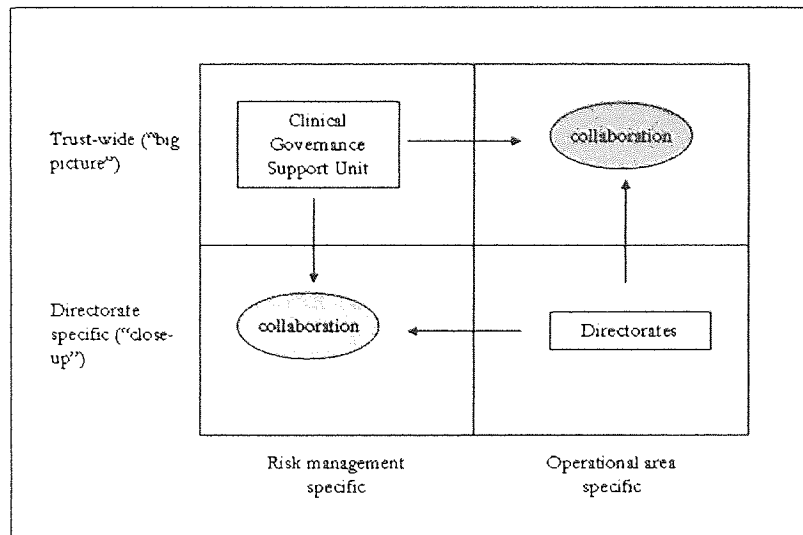 Trust-wide ("big
picture")
Clinical
Governance
Support Unit
collaboration
Directorate
specific ("close-
up")
collaboration
Directorates
Risk management
specific
Operational area
specific